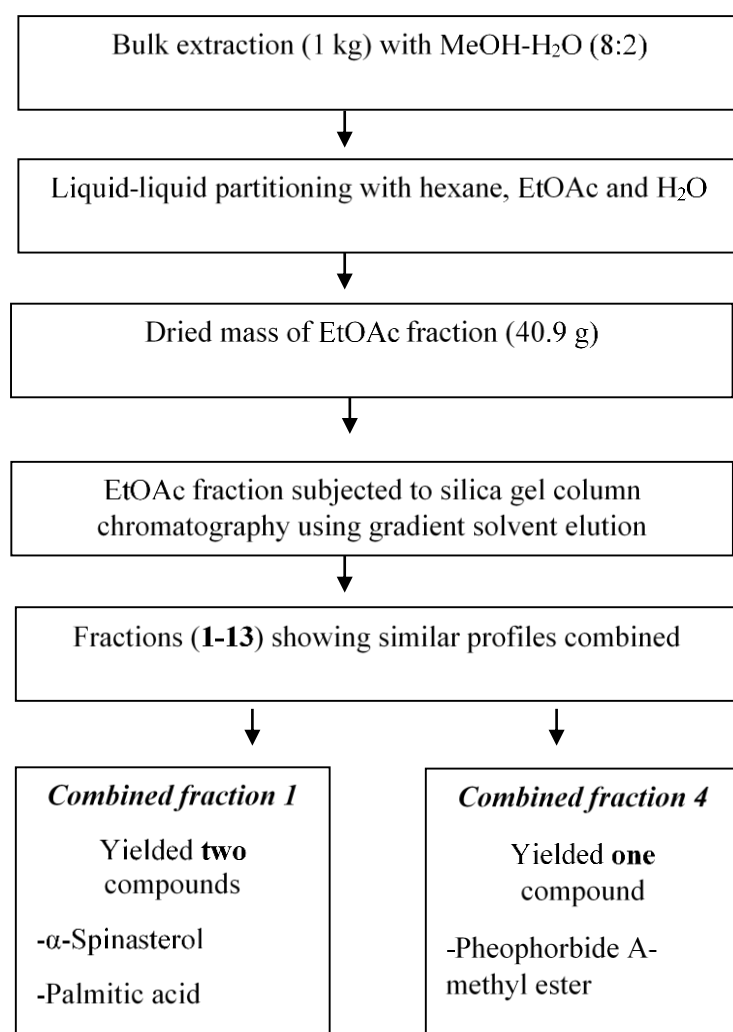 Bulk extraction (1 kg) with MeOH-H₂O (8:2)
Liquid-liquid partitioning with hexane, EtOAc and H₂O
Dried mass of EtOAc fraction (40.9 g)
EtOAc fraction subjected to silica gel column
chromatography using gradient solvent elution
Fractions (1-13) showing similar profiles combined
Combined fraction 1
Yielded two
compounds
-α-Spinasterol
-Palmitic acid
Combined fraction 4
Yielded one
compound
-Pheophorbide A-
methyl ester